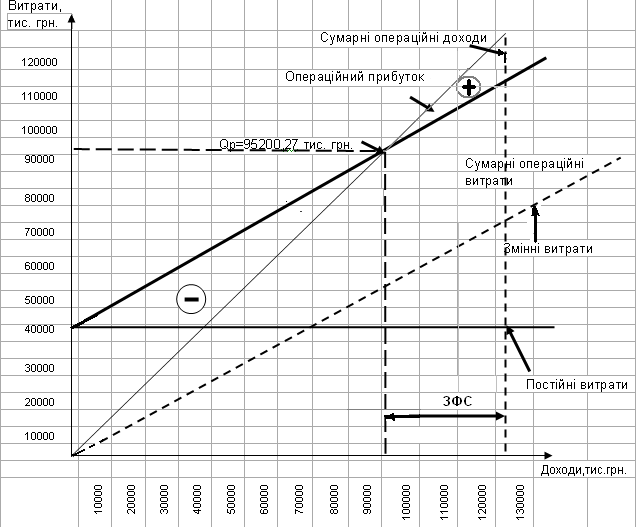 Витрати,
тис. грн.
Сумарні операційні доходи
120000
Операційний прибуток
110000
100000
Qр=95200,27 тис. грн.
90000
Сумарні операційні
витрати
80000
70000
Змінні витрати
60000
50000
40000
30000
Постійні витрати
20000
ЗФС
10000
Доходи,тис.грн.
10000
20000
30000
40000
50000
60000
70000
80000
90000
100000
110000
120000
130000